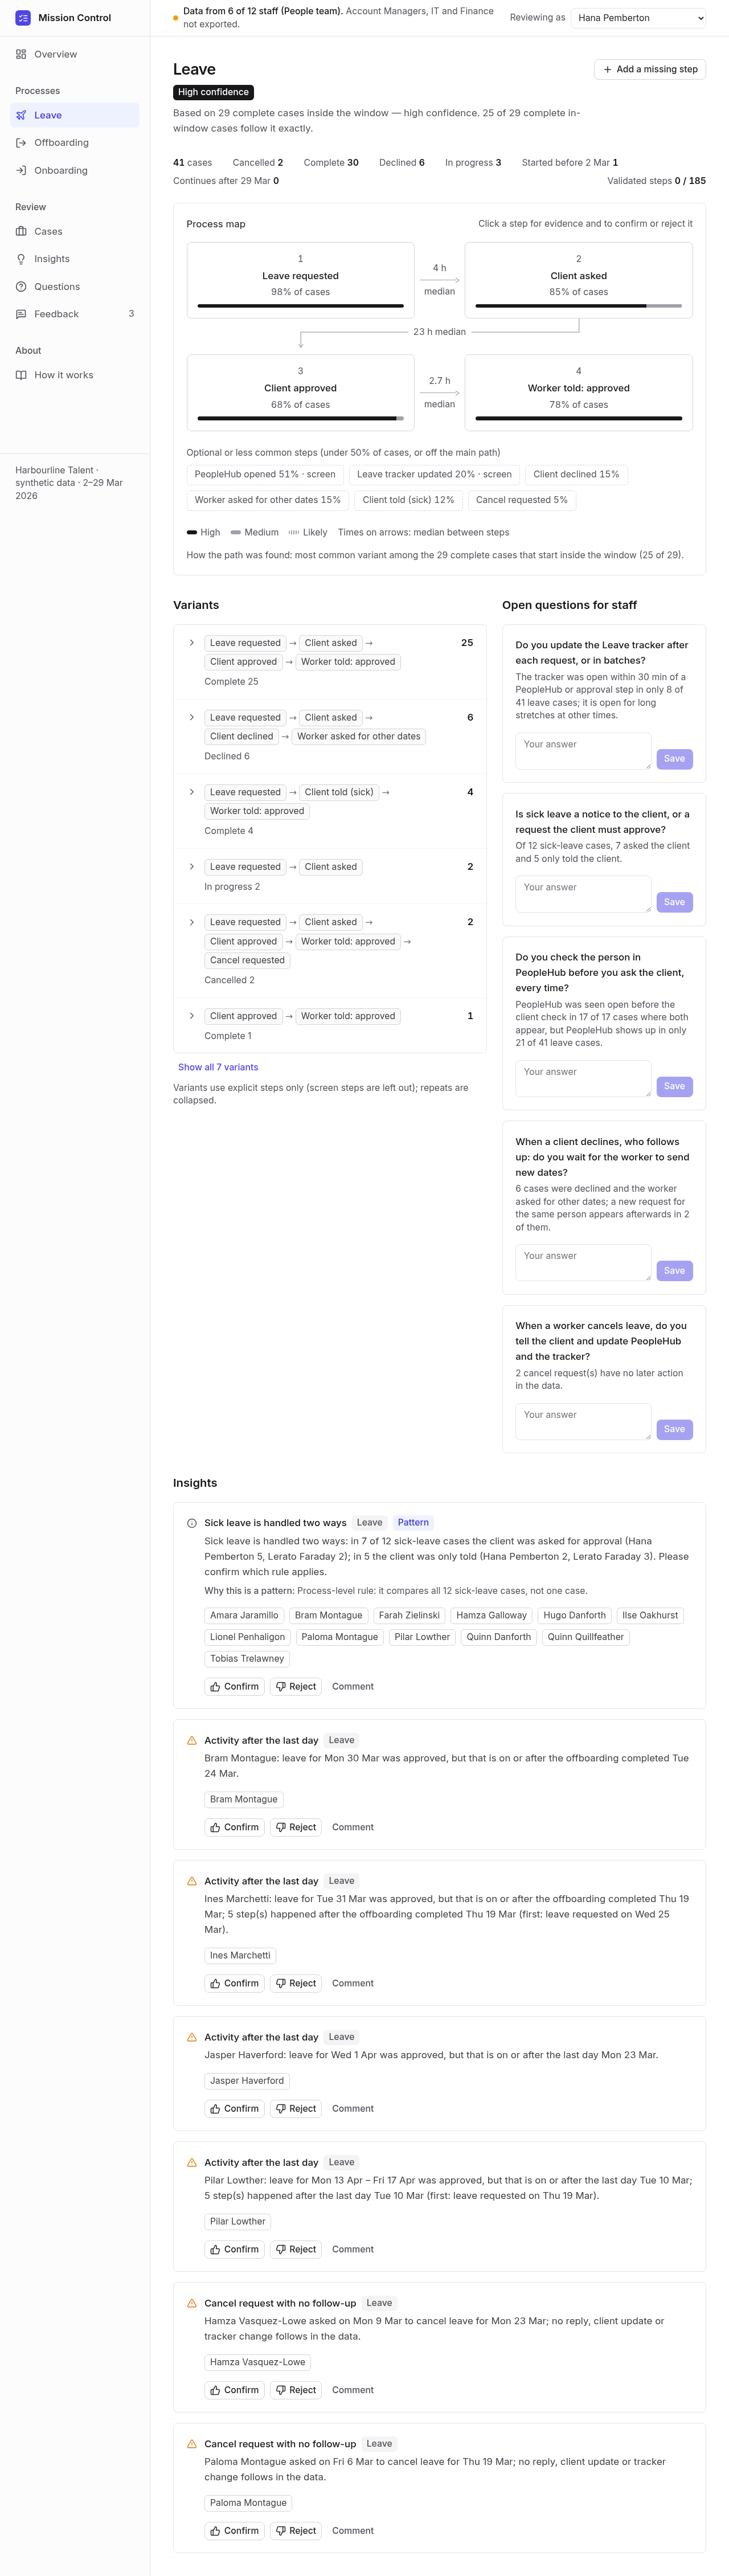 Mission Control
Data from 6 of 12 staff (People team). Account Managers, IT and Finance
not exported.
Reviewing as
Hana Pemberton
Overview
Processes
Leave
Offboarding
Onboarding
Review
Cases
Insights
Questions
Feedback 3
About
How it works
Harbourline Talent ·
synthetic data · 2–29 Mar
2026
Leave
Add a missing step
High confidence
Based on 29 complete cases inside the window — high confidence. 25 of 29 complete in-
window cases follow it exactly.
41 cases Cancelled 2 Complete 30 Declined 6 In progress 3 Started before 2 Mar 1
Continues after 29 Mar 0 Validated steps 0 / 185
Process map Click a step for evidence and to confirm or reject it
1
Leave requested
98% of cases
4 h
median
2
Client asked
85% of cases
23 h median
3
Client approved
68% of cases
2.7 h
median
4
Worker told: approved
78% of cases
Optional or less common steps (under 50% of cases, or off the main path)
PeopleHub opened 51% · screen Leave tracker updated 20% · screen Client declined 15%
Worker asked for other dates 15% Client told (sick) 12% Cancel requested 5%
High Medium Likely Times on arrows: median between steps
How the path was found: most common variant among the 29 complete cases that start inside the window (25 of 29).
Variants
Leave requested → Client asked → 25
Client approved → Worker told: approved
Complete 25
Leave requested → Client asked → 6
Client declined → Worker asked for other dates
Declined 6
Leave requested → Client told (sick) → 4
Worker told: approved
Complete 4
Leave requested → Client asked 2
In progress 2
Leave requested → Client asked → 2
Client approved → Worker told: approved →
Cancel requested
Cancelled 2
Client approved → Worker told: approved 1
Complete 1
Show all 7 variants
Variants use explicit steps only (screen steps are left out); repeats are
collapsed.
Open questions for staff
Do you update the Leave tracker after
each request, or in batches?
The tracker was open within 30 min of a
PeopleHub or approval step in only 8 of
41 leave cases; it is open for long
stretches at other times.
Your answer
Save
Is sick leave a notice to the client, or a
request the client must approve?
Of 12 sick-leave cases, 7 asked the client
and 5 only told the client.
Your answer
Save
Do you check the person in
PeopleHub before you ask the client,
every time?
PeopleHub was seen open before the
client check in 17 of 17 cases where both
appear, but PeopleHub shows up in only
21 of 41 leave cases.
Your answer
Save
When a client declines, who follows
up: do you wait for the worker to send
new dates?
6 cases were declined and the worker
asked for other dates; a new request for
the same person appears afterwards in 2
of them.
Your answer
Save
When a worker cancels leave, do you
tell the client and update PeopleHub
and the tracker?
2 cancel request(s) have no later action
in the data.
Your answer
Save
Insights
Sick leave is handled two ways Leave Pattern
Sick leave is handled two ways: in 7 of 12 sick-leave cases the client was asked for approval (Hana
Pemberton 5, Lerato Faraday 2); in 5 the client was only told (Hana Pemberton 2, Lerato Faraday 3). Please
confirm which rule applies.
Why this is a pattern: Process-level rule: it compares all 12 sick-leave cases, not one case.
Amara Jaramillo Bram Montague Farah Zielinski Hamza Galloway Hugo Danforth Ilse Oakhurst
Lionel Penhaligon Paloma Montague Pilar Lowther Quinn Danforth Quinn Quillfeather
Tobias Trelawney
Confirm Reject Comment
Activity after the last day Leave
Bram Montague: leave for Mon 30 Mar was approved, but that is on or after the offboarding completed Tue
24 Mar.
Bram Montague
Confirm Reject Comment
Activity after the last day Leave
Ines Marchetti: leave for Tue 31 Mar was approved, but that is on or after the offboarding completed Thu 19
Mar; 5 step(s) happened after the offboarding completed Thu 19 Mar (first: leave requested on Wed 25
Mar).
Ines Marchetti
Confirm Reject Comment
Activity after the last day Leave
Jasper Haverford: leave for Wed 1 Apr was approved, but that is on or after the last day Mon 23 Mar.
Jasper Haverford
Confirm Reject Comment
Activity after the last day Leave
Pilar Lowther: leave for Mon 13 Apr – Fri 17 Apr was approved, but that is on or after the last day Tue 10 Mar;
5 step(s) happened after the last day Tue 10 Mar (first: leave requested on Thu 19 Mar).
Pilar Lowther
Confirm Reject Comment
Cancel request with no follow-up Leave
Hamza Vasquez-Lowe asked on Mon 9 Mar to cancel leave for Mon 23 Mar; no reply, client update or
tracker change follows in the data.
Hamza Vasquez-Lowe
Confirm Reject Comment
Cancel request with no follow-up Leave
Paloma Montague asked on Fri 6 Mar to cancel leave for Thu 19 Mar; no reply, client update or tracker
change follows in the data.
Paloma Montague
Confirm Reject Comment